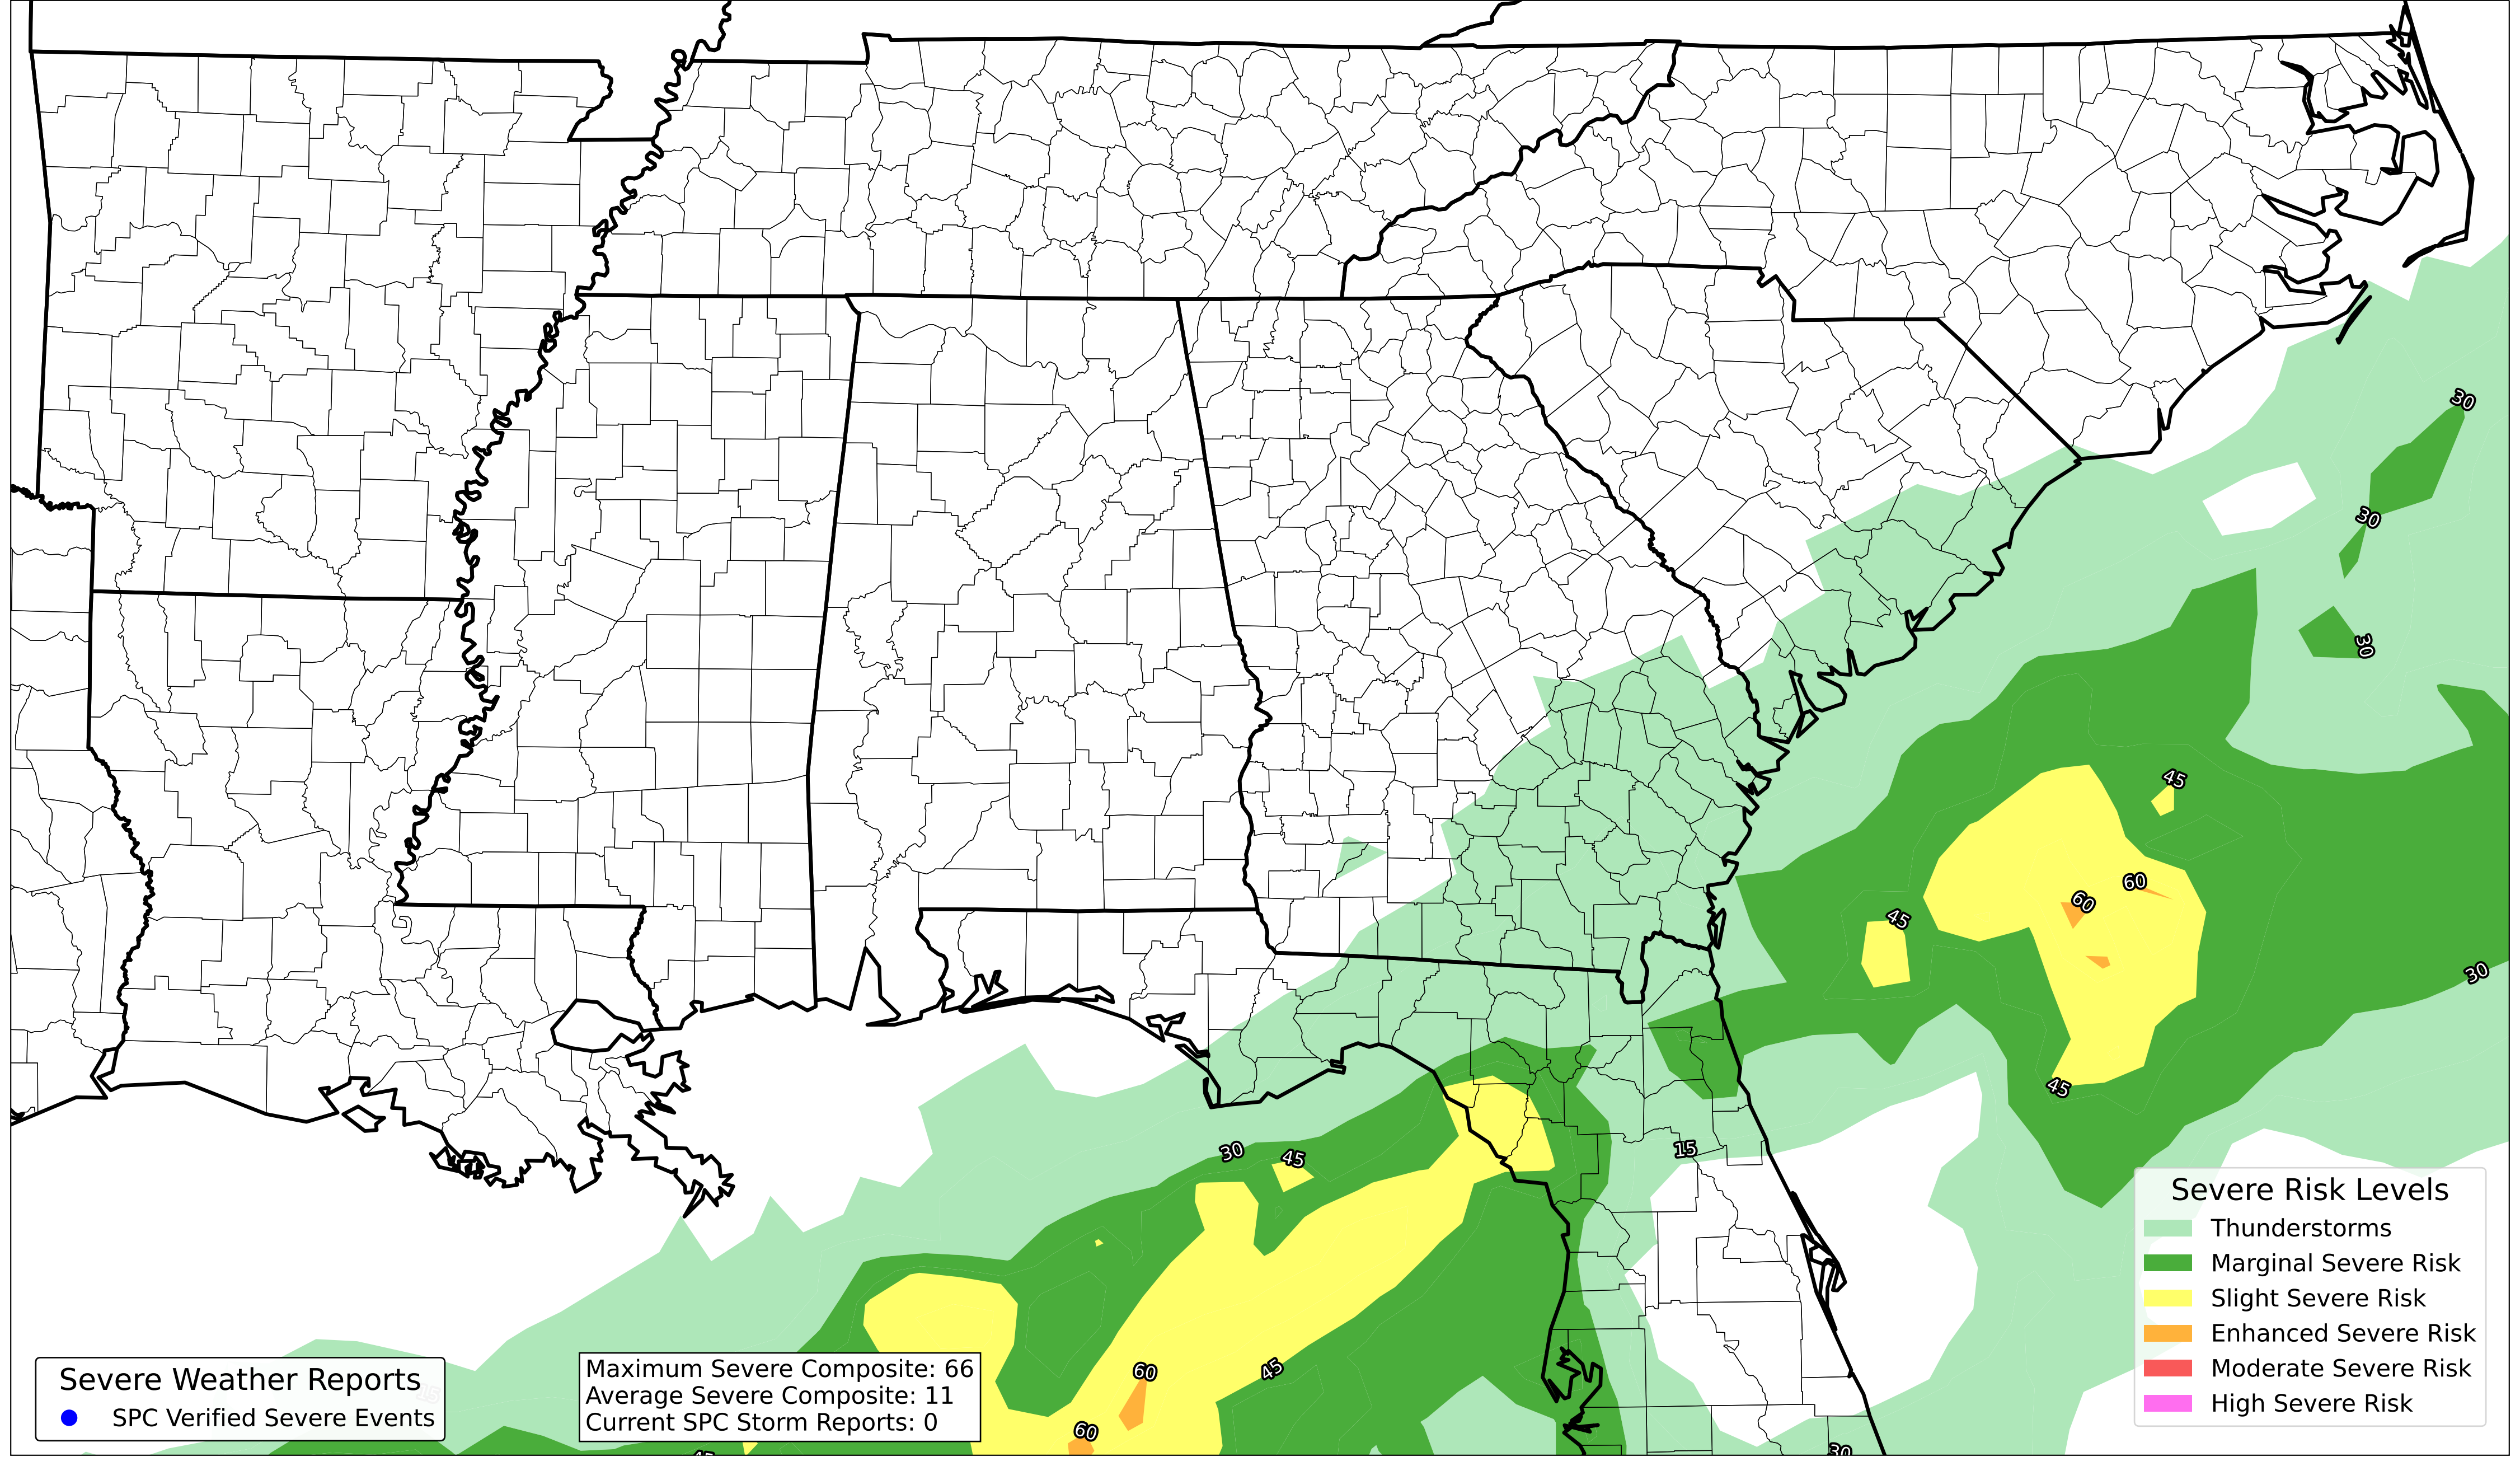 30
30
30
45
60
60
45
30
45
15
30
45
60
45
60
45
30
Severe Weather Reports
SPC Verified Severe Events
Maximum Severe Composite: 66
Average Severe Composite: 11
Current SPC Storm Reports: 0
Severe Risk Levels
Thunderstorms
Marginal Severe Risk
Slight Severe Risk
Enhanced Severe Risk
Moderate Severe Risk
High Severe Risk